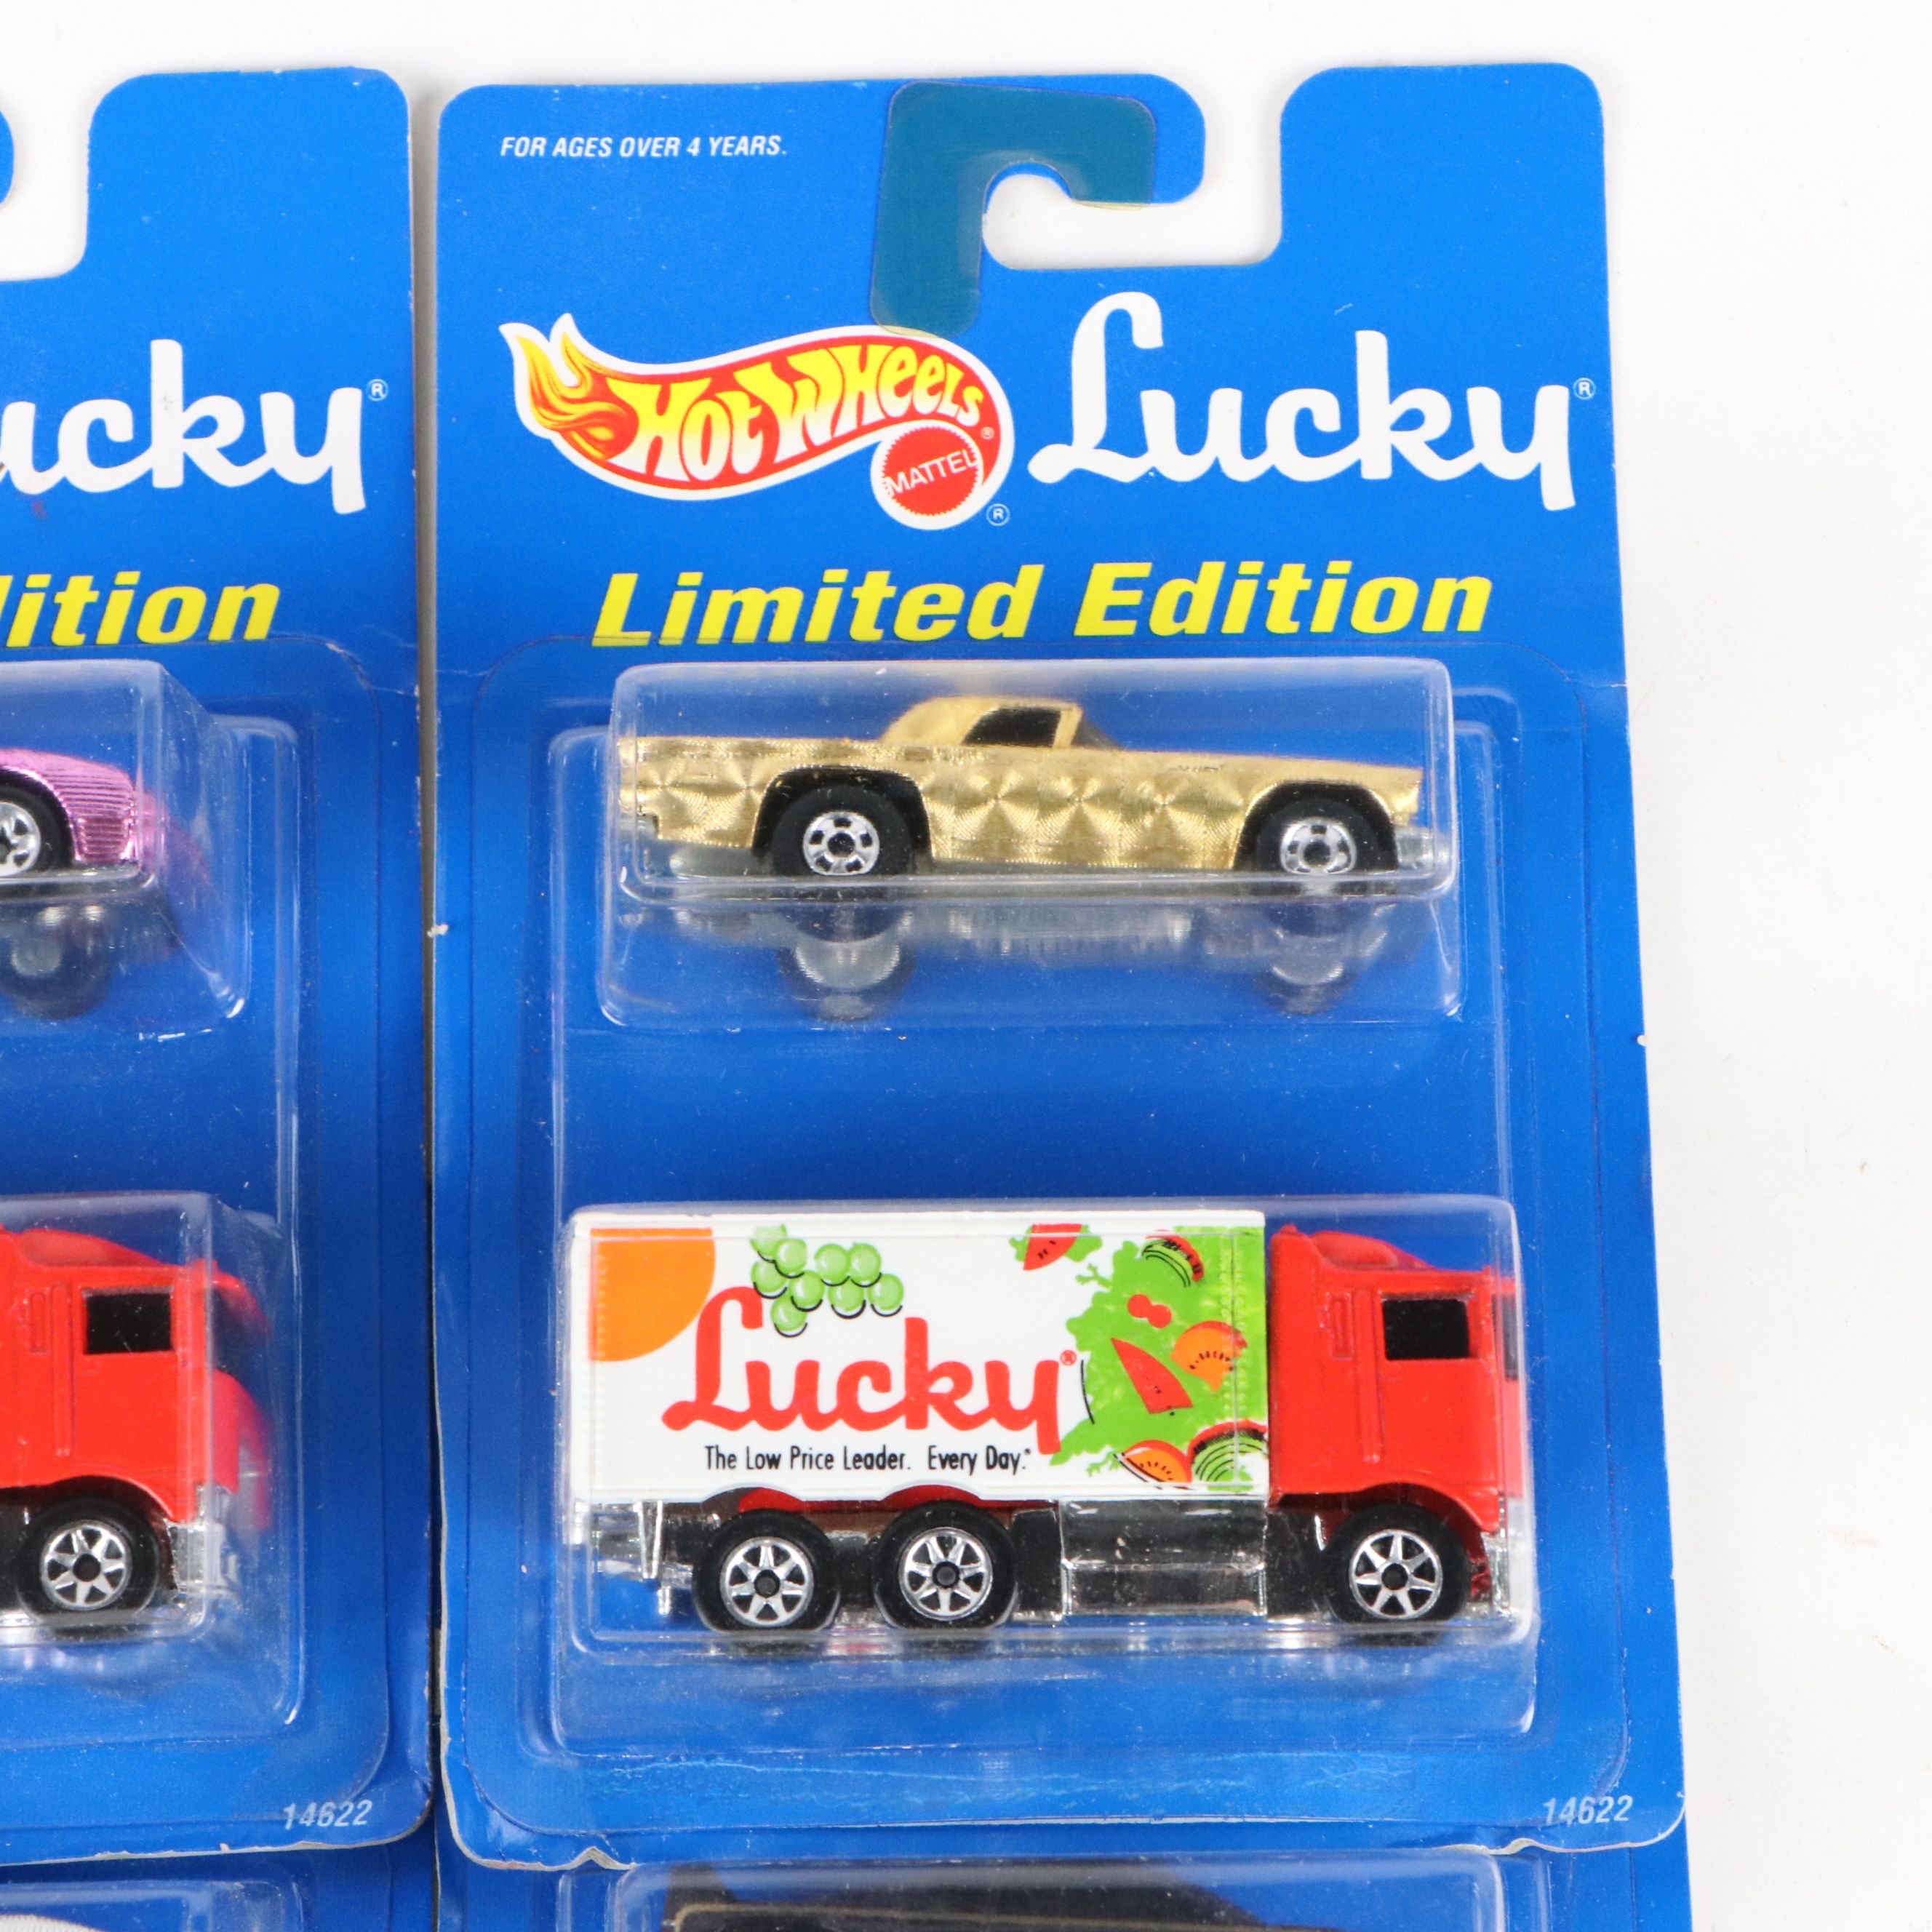 ucky®
lition
14622
FOR AGES OVER 4 YEARS.
HOT WHEELS®
MATTEL
®
Lucky®
Limited Edition
Lucky®
The Low Price Leader. Every Day.
14622